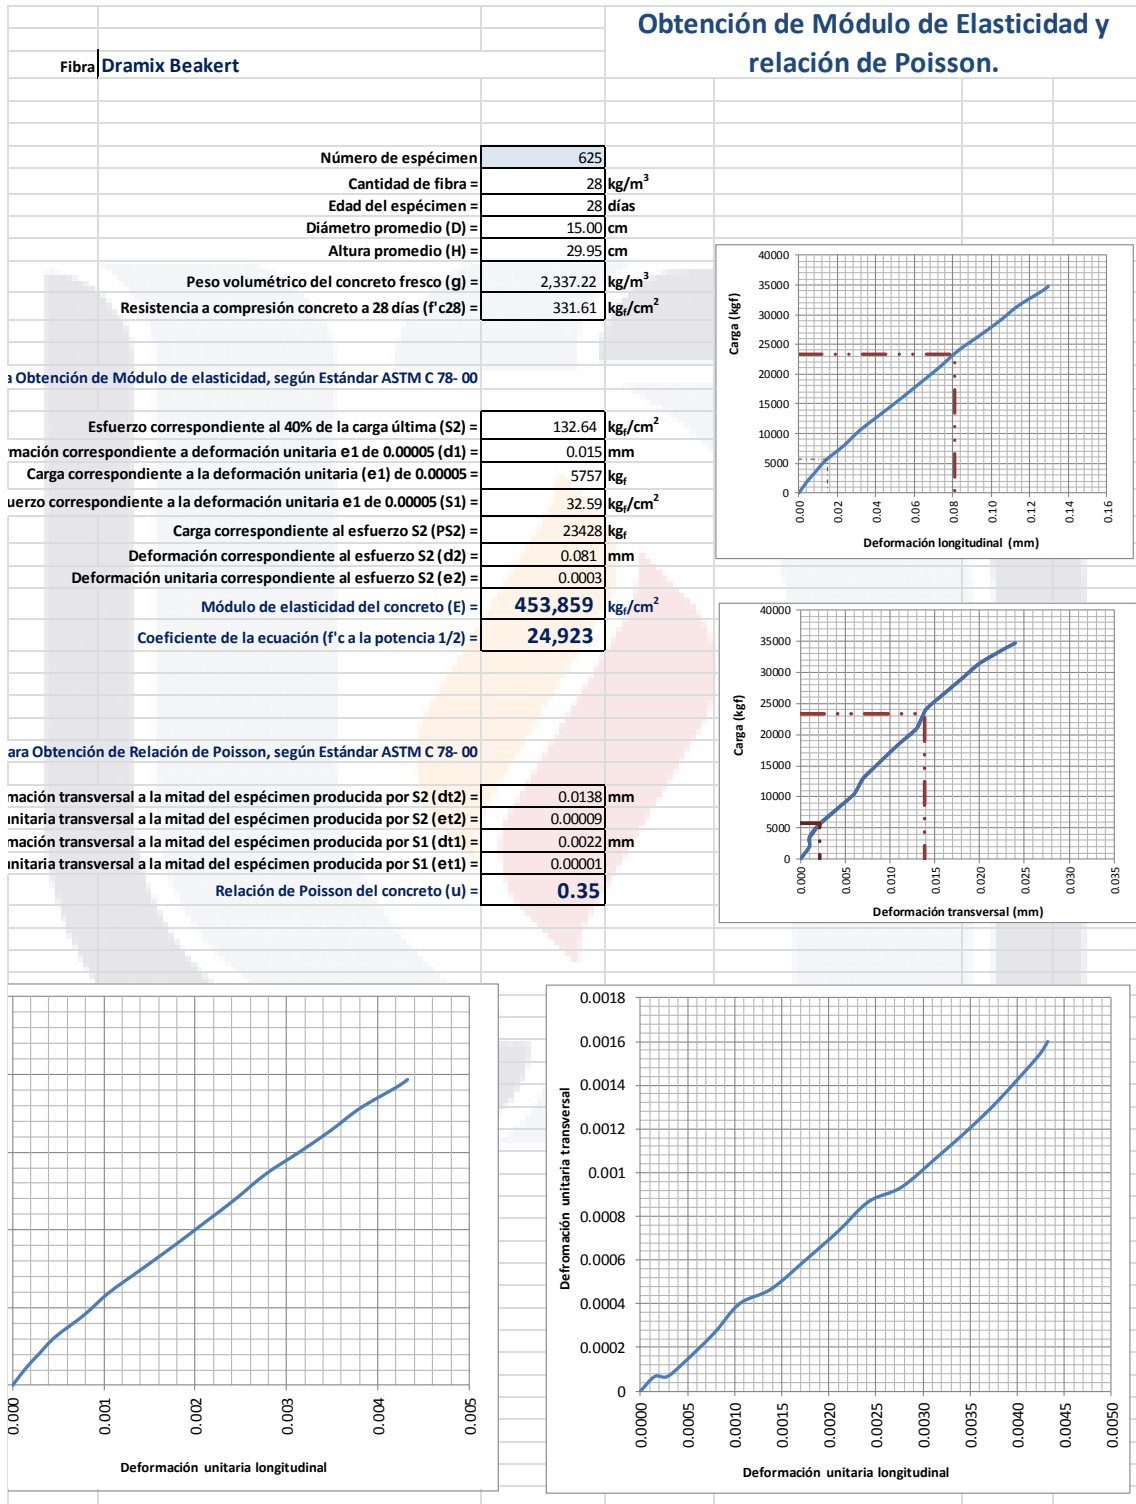 Obtención de Módulo de Elasticidad y
relación de Poisson.
Fibra Dramix Beakert
Número de espécimen 625
Cantidad de fibra = 28 kg/m³
Edad del espécimen = 28 días
Diámetro promedio (D) = 15.00 cm
Altura promedio (H) = 29.95 cm
Peso volumétrico del concreto fresco (g) = 2,337.22 kg/m³
Resistencia a compresión concreto a 28 días (f'c28) = 331.61 kgf/cm²
a Obtención de Módulo de elasticidad, según Estándar ASTM C 78- 00
Esfuerzo correspondiente al 40% de la carga última (S2) = 132.64 kgf/cm²
mación correspondiente a deformación unitaria e1 de 0.00005 (d1) = 0.015 mm
Carga correspondiente a la deformación unitaria (e1) de 0.00005 = 5757 kgf
uerzo correspondiente a la deformación unitaria e1 de 0.00005 (S1) = 32.59 kgf/cm²
Carga correspondiente al esfuerzo S2 (PS2) = 23428 kgf
Deformación correspondiente al esfuerzo S2 (d2) = 0.081 mm
Deformación unitaria correspondiente al esfuerzo S2 (e2) = 0.0003
Módulo de elasticidad del concreto (E) = 453,859 kgf/cm²
Coeficiente de la ecuación (f'c a la potencia 1/2) = 24,923
ara Obtención de Relación de Poisson, según Estándar ASTM C 78- 00
mación transversal a la mitad del espécimen producida por S2 (dt2) = 0.0138 mm
unitaria transversal a la mitad del espécimen producida por S2 (et2) = 0.00009
mación transversal a la mitad del espécimen producida por S1 (dt1) = 0.0022 mm
unitaria transversal a la mitad del espécimen producida por S1 (et1) = 0.00001
Relación de Poisson del concreto (u) = 0.35
Carga (kgf)
40000
35000
30000
25000
20000
15000
10000
5000
0
0.00 0.02 0.04 0.06 0.08 0.10 0.12 0.14 0.16
Deformación longitudinal (mm)
Carga (kgf)
40000
35000
30000
25000
20000
15000
10000
5000
0
0.000 0.005 0.010 0.015 0.020 0.025 0.030 0.035
Deformación transversal (mm)
0.000 0.001 0.002 0.003 0.004 0.005
Deformación unitaria longitudinal
Defromación unitaria transversal
0.0018
0.0016
0.0014
0.0012
0.001
0.0008
0.0006
0.0004
0.0002
0
0.0000 0.0005 0.0010 0.0015 0.0020 0.0025 0.0030 0.0035 0.0040 0.0045 0.0050
Deformación unitaria longitudinal